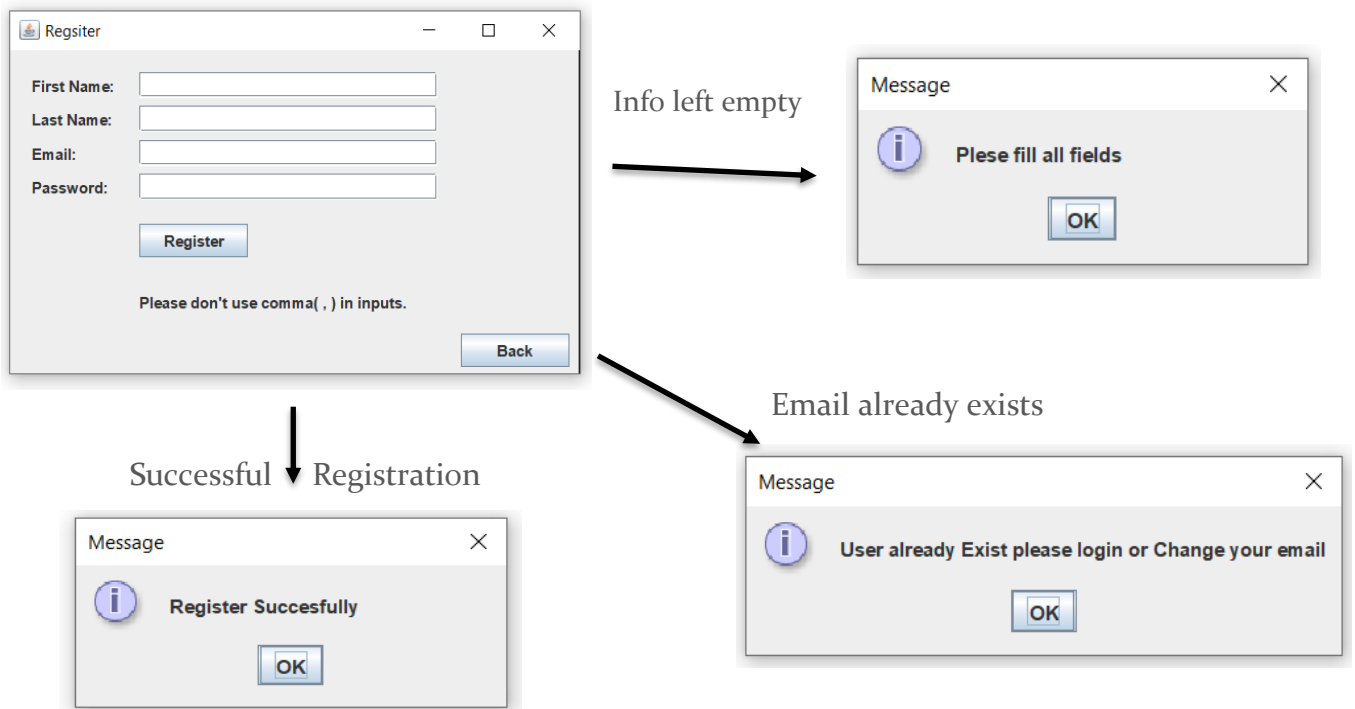 Regsiter
First Name:
Last Name:
Email:
Password:
Register
Please don't use comma( , ) in inputs.
Back
Info left empty
Message
Plese fill all fields
OK
Email already exists
Message
User already Exist please login or Change your email
OK
Successful Registration
Message
Register Succesfully
OK